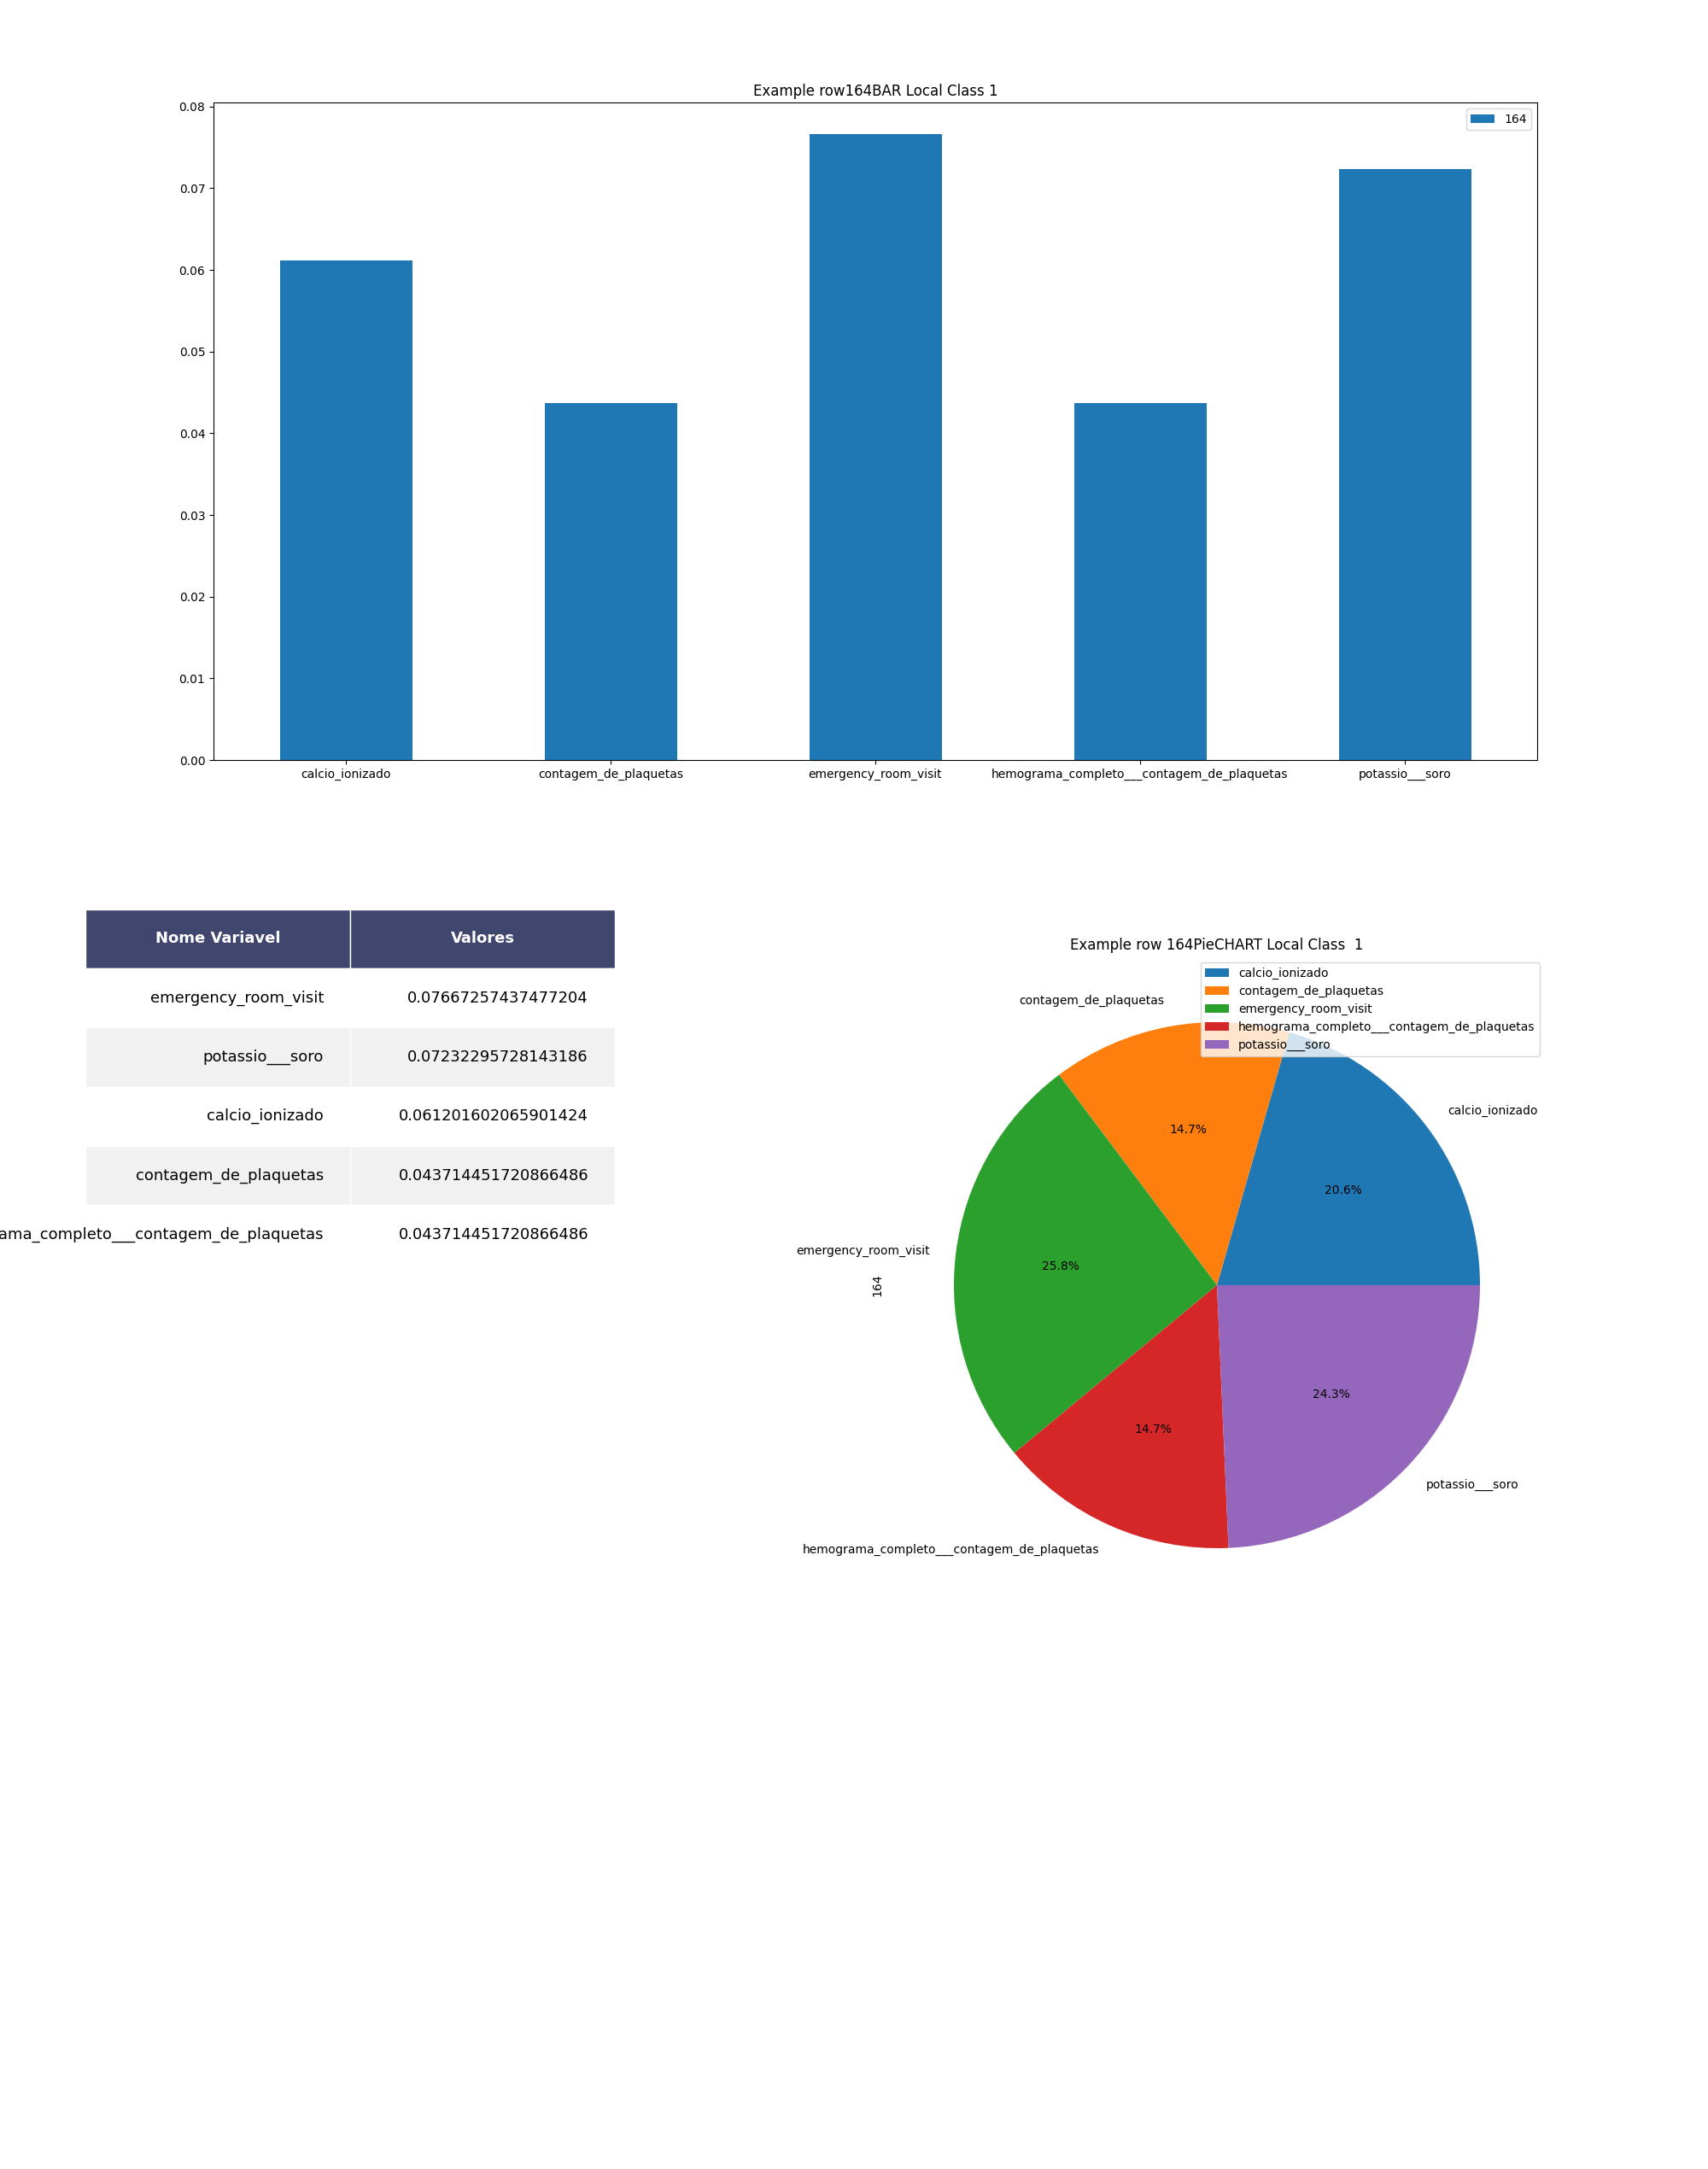 Example row164BAR Local Class 1
0.08
0.07
0.06
0.05
0.04
0.03
0.02
0.01
0.00
164
calcio_ionizado
contagem_de_plaquetas
emergency_room_visit
hemograma_completo___contagem_de_plaquetas
potassio___soro
Nome Variavel Valores
emergency_room_visit 0.07667257437477204
potassio___soro 0.07232295728143186
calcio_ionizado 0.061201602065901424
contagem_de_plaquetas 0.043714451720866486
ama_completo___contagem_de_plaquetas 0.043714451720866486
Example row 164PieCHART Local Class  1
calcio_ionizado
contagem_de_plaquetas
emergency_room_visit
hemograma_completo___contagem_de_plaquetas
potassio___soro
contagem_de_plaquetas
calcio_ionizado
14.7%
20.6%
emergency_room_visit
25.8%
164
24.3%
14.7%
potassio___soro
hemograma_completo___contagem_de_plaquetas